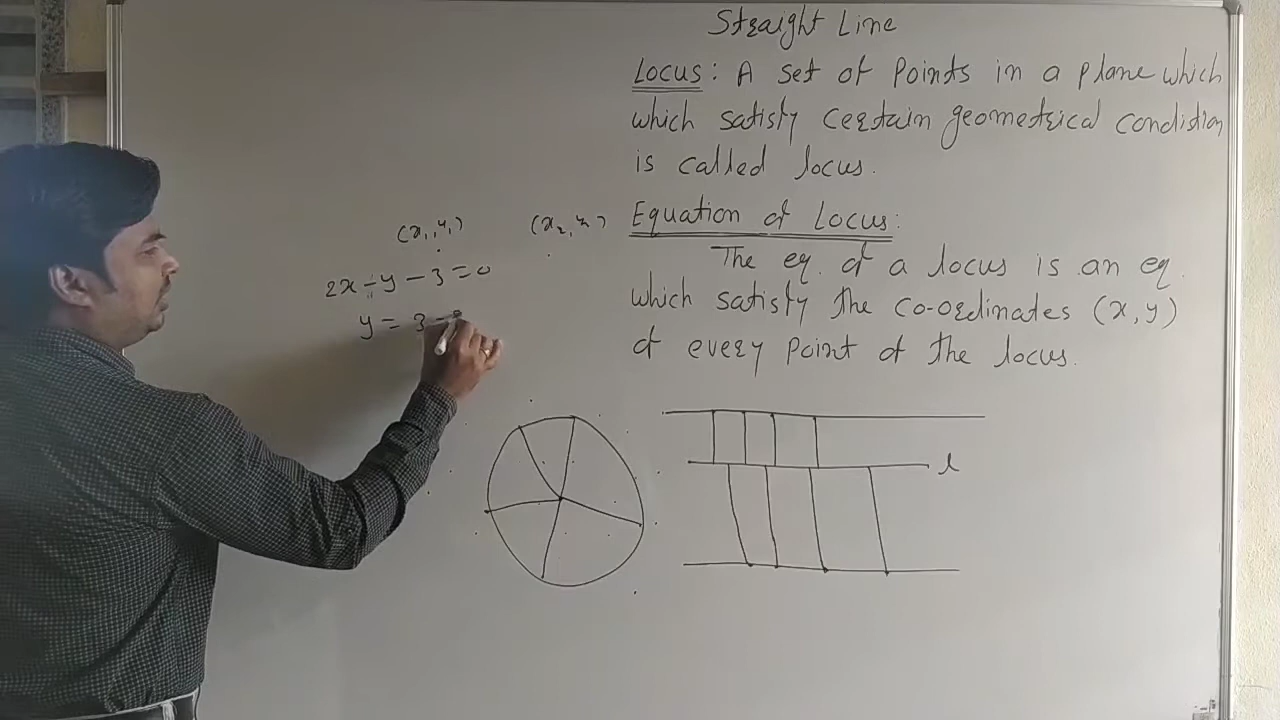 Straight Line
Locus: A set of Points in a plane which
which satisfy certain geometrical condistion
is called locus.
Equation of Locus:
The eq. of a locus is an eq.
which satisfy the co-ordinates (x, y)
of every Point of the locus.
(x₁, y₁)
(x₂, y₂)
2x - y - 3 = 0
y = 3 -
l